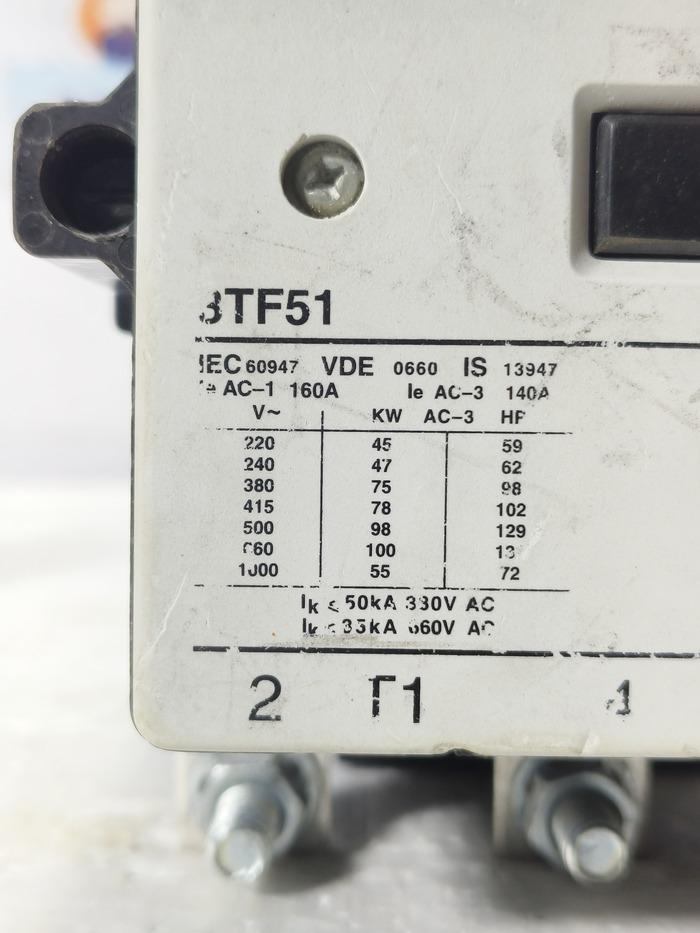 3TF51
IEC 60947 VDE 0660 IS 13947
Ie AC-1 160A Ie AC-3 140A
V~ KW AC-3 HP
220 45 59
240 47 62
380 75 98
415 78 102
500 98 129
660 100
1000 55 72
Ik ≤ 50kA 380V AC
Ik ≤ 35kA 660V AC
2 T1 4